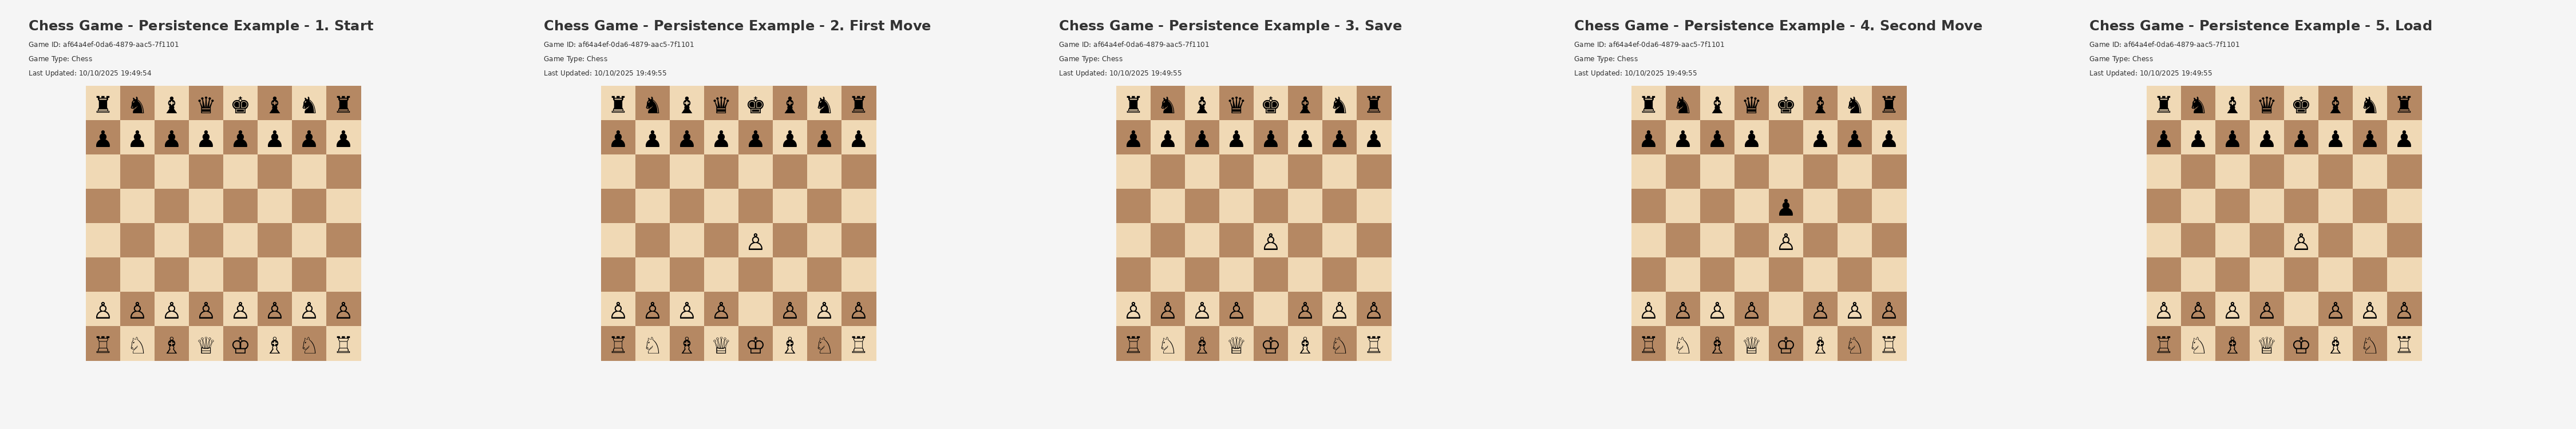 Chess Game - Persistence Example - 1. Start
Game ID: af64a4ef-0da6-4879-aac5-7f1101
Game Type: Chess
Last Updated: 10/10/2025 19:49:54
Chess Game - Persistence Example - 2. First Move
Game ID: af64a4ef-0da6-4879-aac5-7f1101
Game Type: Chess
Last Updated: 10/10/2025 19:49:55
Chess Game - Persistence Example - 3. Save
Game ID: af64a4ef-0da6-4879-aac5-7f1101
Game Type: Chess
Last Updated: 10/10/2025 19:49:55
Chess Game - Persistence Example - 4. Second Move
Game ID: af64a4ef-0da6-4879-aac5-7f1101
Game Type: Chess
Last Updated: 10/10/2025 19:49:55
Chess Game - Persistence Example - 5. Load
Game ID: af64a4ef-0da6-4879-aac5-7f1101
Game Type: Chess
Last Updated: 10/10/2025 19:49:55